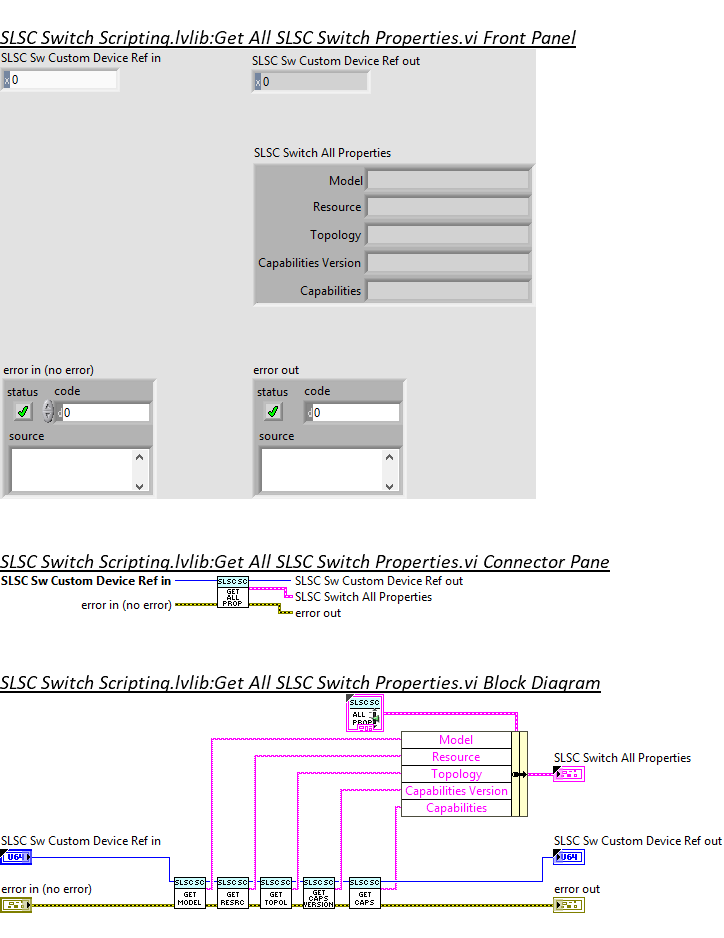 SLSC Switch Scripting.lvlib:Get All SLSC Switch Properties.vi Front Panel
SLSC Sw Custom Device Ref in
SLSC Sw Custom Device Ref out
x 0
x 0
SLSC Switch All Properties
Model
Resource
Topology
Capabilities Version
Capabilities
error in (no error)
error out
status code
status code
d 0
d 0
source
source
SLSC Switch Scripting.lvlib:Get All SLSC Switch Properties.vi Connector Pane
SLSC Sw Custom Device Ref in
SLSC SC
GET
ALL
PROP
SLSC Sw Custom Device Ref out
SLSC Switch All Properties
error in (no error)
error out
SLSC Switch Scripting.lvlib:Get All SLSC Switch Properties.vi Block Diagram
SLSC SC
ALL
PROP
Model
Resource
Topology
Capabilities Version
Capabilities
SLSC Switch All Properties
SLSC Sw Custom Device Ref in
SLSC Sw Custom Device Ref out
U64
U64
error in (no error)
error out
SLSC SC
GET
MODEL
SLSC SC
GET
RESRC
SLSC SC
GET
TOPOL
SLSC SC
GET
CAPS
VERSION
SLSC SC
GET
CAPS